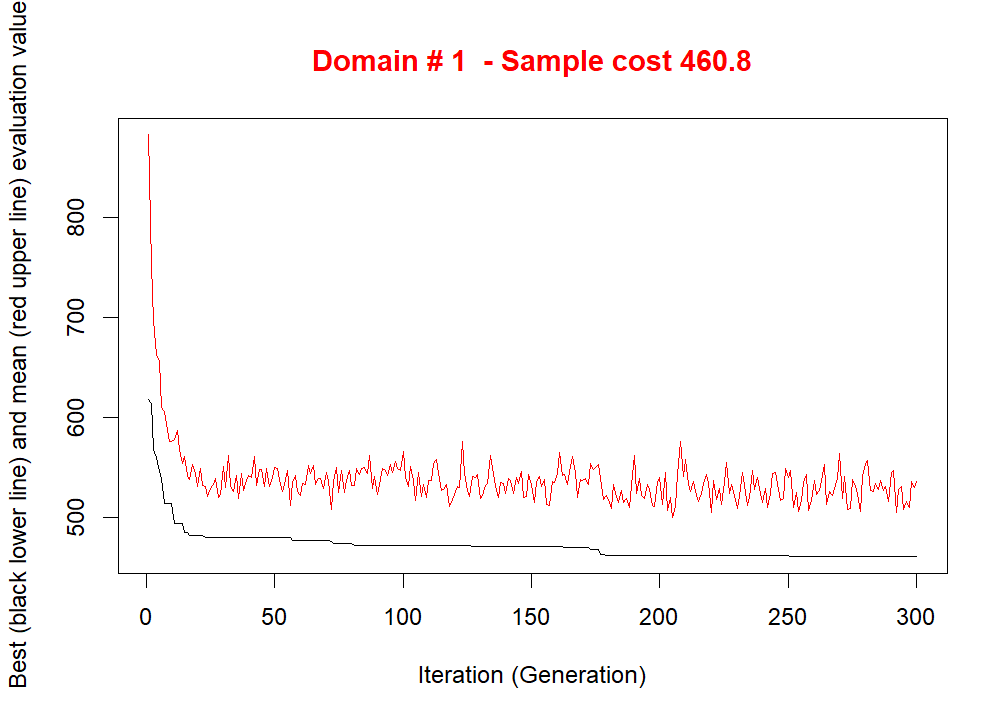 Domain # 1  - Sample cost 460.8
Best (black lower line) and mean (red upper line) evaluation value
800
700
600
500
0 50 100 150 200 250 300
Iteration (Generation)